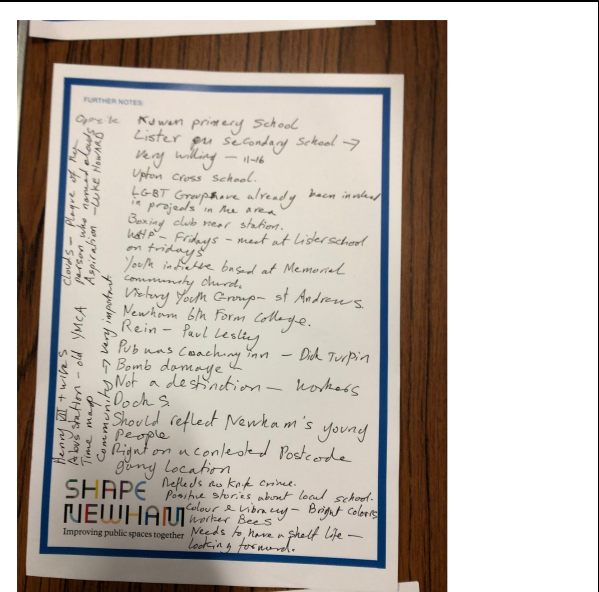 FURTHER NOTES:
Opposite Kuwen primary school
Lister on secondary school →
Very willing - 11-16
Upton cross school.
LGBT Group have already been involved
in projects in the area
Boxing club near station.
Fridays - meet at Lister school
on fridays
Youth initiative based at Memorial
community church.
Victory Youth Group - st Andrews.
Newham 6th Form College.
Rein - Paul Lesley
Pub was Coaching inn - Dick Turpin
Bomb damage -
Not a destination - workers
Docks.
Should reflect Newham's young
people
Right on a contested Postcode
gang location
Reflects no knife crime.
Positive stories about local school.
Colour & vibrancy - Bright colours
Worker Bees
Needs to have a shelf life -
looking forward.
Clouds - Plaque of the
person who named clouds
Aspiration - LUKE HOWARD
Henry VIII + wives
station - old YMCA
Time map
Community → very important
SHAPE
NEWHAM
Improving public spaces together